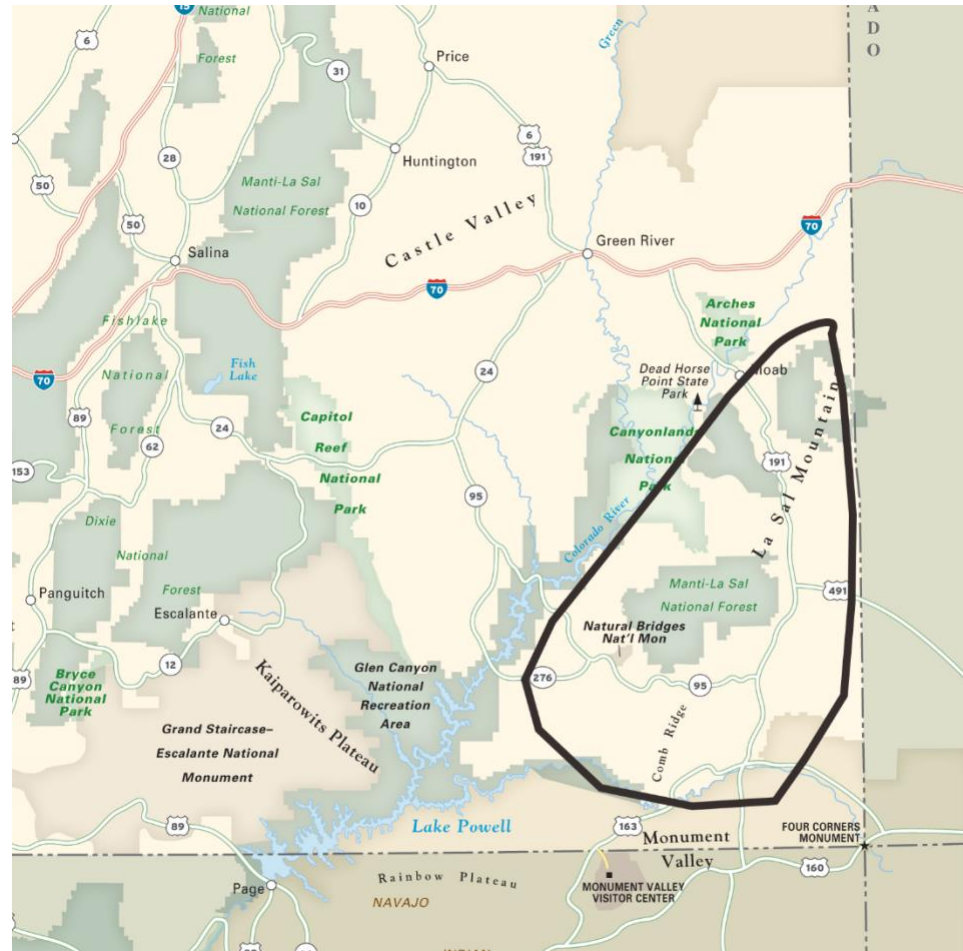 15
National
Forest
6
31
Price
Green
A
D
O
6
191
Huntington
28
50
50
Manti-La Sal
National Forest
10
Castle Valley
Salina
Green River
70
70
Arches
National
Park
Fishlake
National
Forest
Fish
Lake
70
24
Dead Horse
Point State
Park
Moab
89
24
62
153
Capitol
Reef
National
Park
Canyonlands
National
Park
191
La Sal Mountain
95
Colorado River
Dixie
National
Forest
Panguitch
Escalante
Manti-La Sal
National Forest
491
Natural Bridges
Nat'l Mon
12
89
Bryce
Canyon
National
Park
Kaiparowits Plateau
Glen Canyon
National
Recreation
Area
276
95
Comb Ridge
Grand Staircase–
Escalante National
Monument
89
Lake Powell
163
Monument
Valley
FOUR CORNERS
MONUMENT
160
Page
Rainbow Plateau
NAVAJO
MONUMENT VALLEY
VISITOR CENTER